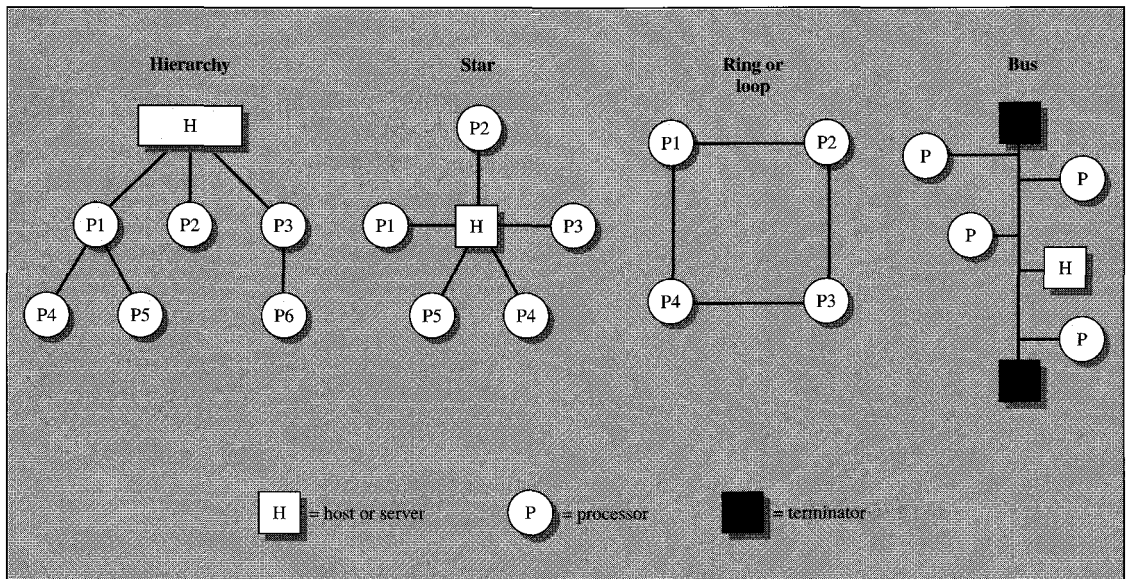 Hierarchy
H
P1
P2
P3
P4
P5
P6
Star
P2
P1
H
P3
P5
P4
Ring or
loop
P1
P2
P4
P3
Bus
P
P
P
H
P
H = host or server
P = processor
= terminator